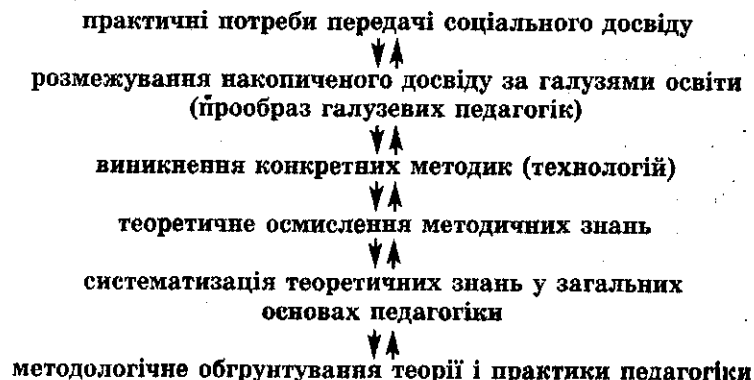 практичні потреби передачі соціального досвіду
розмежування накопиченого досвіду за галузями освіти
(прообраз галузевих педагогік)
виникнення конкретних методик (технологій)
теоретичне осмислення методичних знань
систематизація теоретичних знань у загальних
основах педагогіки
методологічне обгрунтування теорії і практики педагогіки